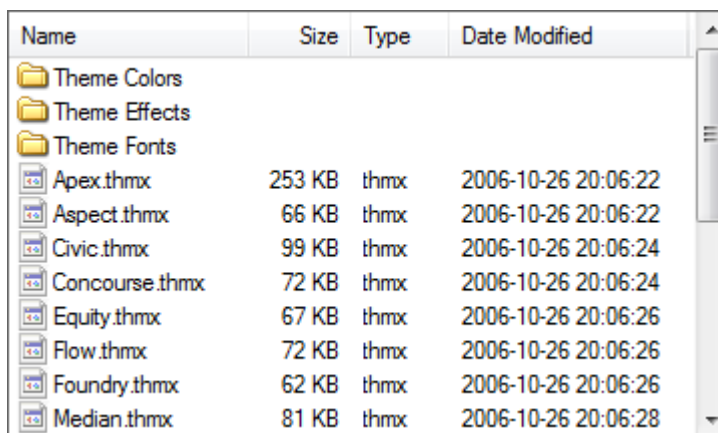 Name Size Type Date Modified
Theme Colors
Theme Effects
Theme Fonts
Apex.thmx 253 KB thmx 2006-10-26 20:06:22
Aspect.thmx 66 KB thmx 2006-10-26 20:06:22
Civic.thmx 99 KB thmx 2006-10-26 20:06:24
Concourse.thmx 72 KB thmx 2006-10-26 20:06:24
Equity.thmx 67 KB thmx 2006-10-26 20:06:26
Flow.thmx 72 KB thmx 2006-10-26 20:06:26
Foundry.thmx 62 KB thmx 2006-10-26 20:06:26
Median.thmx 81 KB thmx 2006-10-26 20:06:28